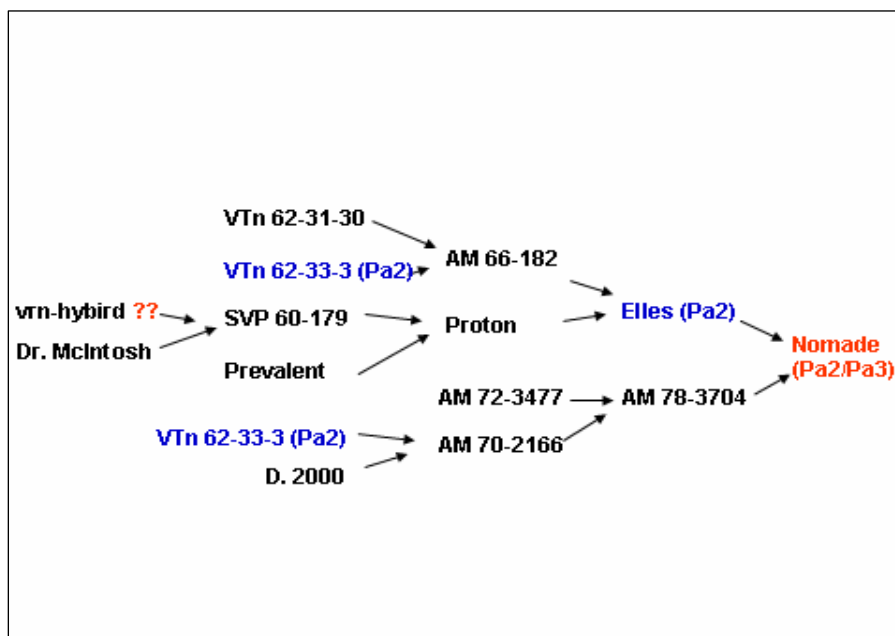 VTn 62-31-30
AM 66-182
VTn 62-33-3 (Pa2)
vrn-hybird ??
SVP 60-179
Proton
Elles (Pa2)
Dr. McIntosh
Prevalent
Nomade
(Pa2/Pa3)
AM 72-3477
AM 78-3704
VTn 62-33-3 (Pa2)
AM 70-2166
D. 2000